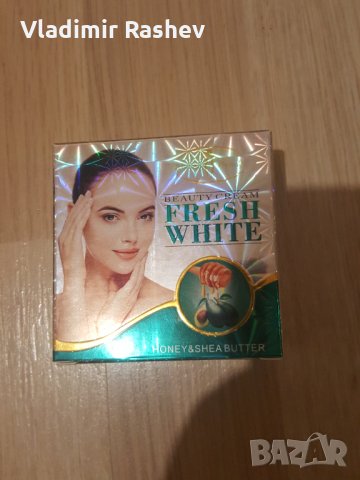 Vladimir Rashev
BEAUTY CREAM
FRESH
WHITE
HONEY&SHEA BUTTER
BAZAR